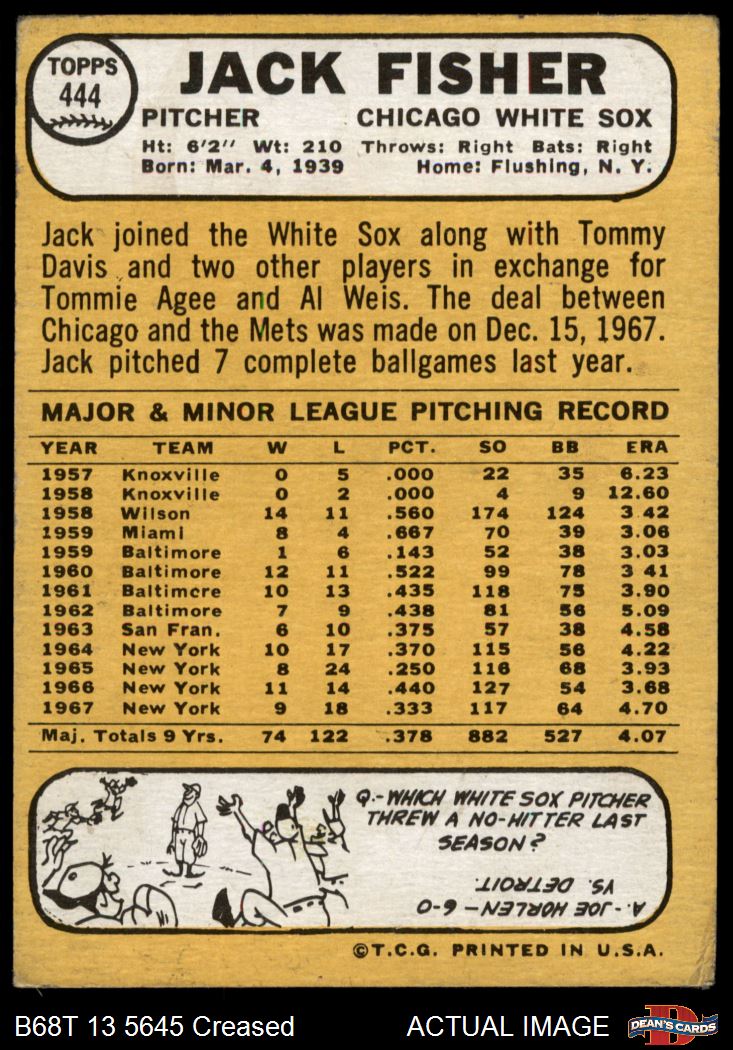 TOPPS
444
JACK FISHER
PITCHER CHICAGO WHITE SOX
Ht: 6'2" Wt: 210 Throws: Right Bats: Right
Born: Mar. 4, 1939 Home: Flushing, N. Y.
Jack joined the White Sox along with Tommy
Davis and two other players in exchange for
Tommie Agee and Al Weis. The deal between
Chicago and the Mets was made on Dec. 15, 1967.
Jack pitched 7 complete ballgames last year.
MAJOR & MINOR LEAGUE PITCHING RECORD
YEAR TEAM W L PCT. SO BB ERA
1957 Knoxville 0 5 .000 22 35 6.23
1958 Knoxville 0 2 .000 4 9 12.60
1958 Wilson 14 11 .560 174 124 3.42
1959 Miami 8 4 .667 70 39 3.06
1959 Baltimore 1 6 .143 52 38 3.03
1960 Baltimore 12 11 .522 99 78 3 41
1961 Baltimore 10 13 .435 118 75 3.90
1962 Baltimore 7 9 .438 81 56 5.09
1963 San Fran. 6 10 .375 57 38 4.58
1964 New York 10 17 .370 115 56 4.22
1965 New York 8 24 .250 116 68 3.93
1966 New York 11 14 .440 127 54 3.68
1967 New York 9 18 .333 117 64 4.70
Maj. Totals 9 Yrs. 74 122 .378 882 527 4.07
Q.-WHICH WHITE SOX PITCHER
THREW A NO-HITTER LAST
SEASON?
A.-JOE HORLEN-6-0
VS. DETROIT.
©T.C.G. PRINTED IN U.S.A.
B68T 13 5645 Creased ACTUAL IMAGE
D
DEAN'S CARDS